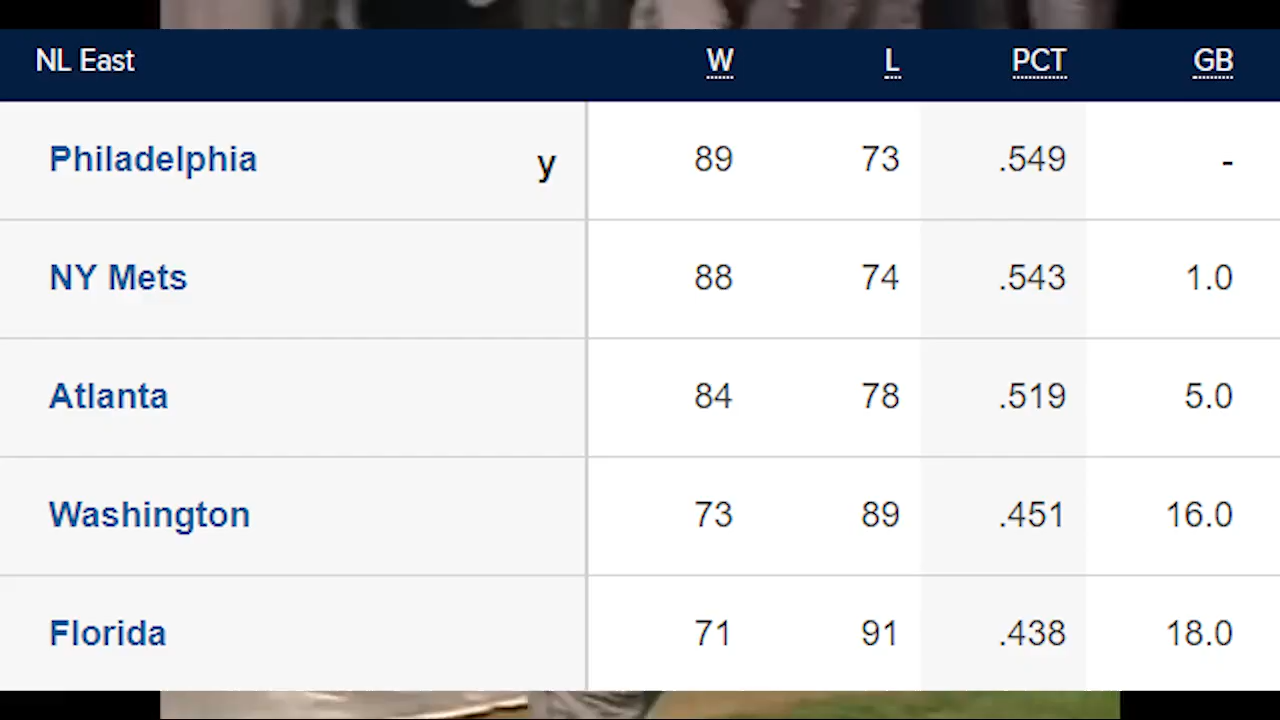 NL East W L PCT GB
Philadelphia y 89 73 .549 -
NY Mets 88 74 .543 1.0
Atlanta 84 78 .519 5.0
Washington 73 89 .451 16.0
Florida 71 91 .438 18.0